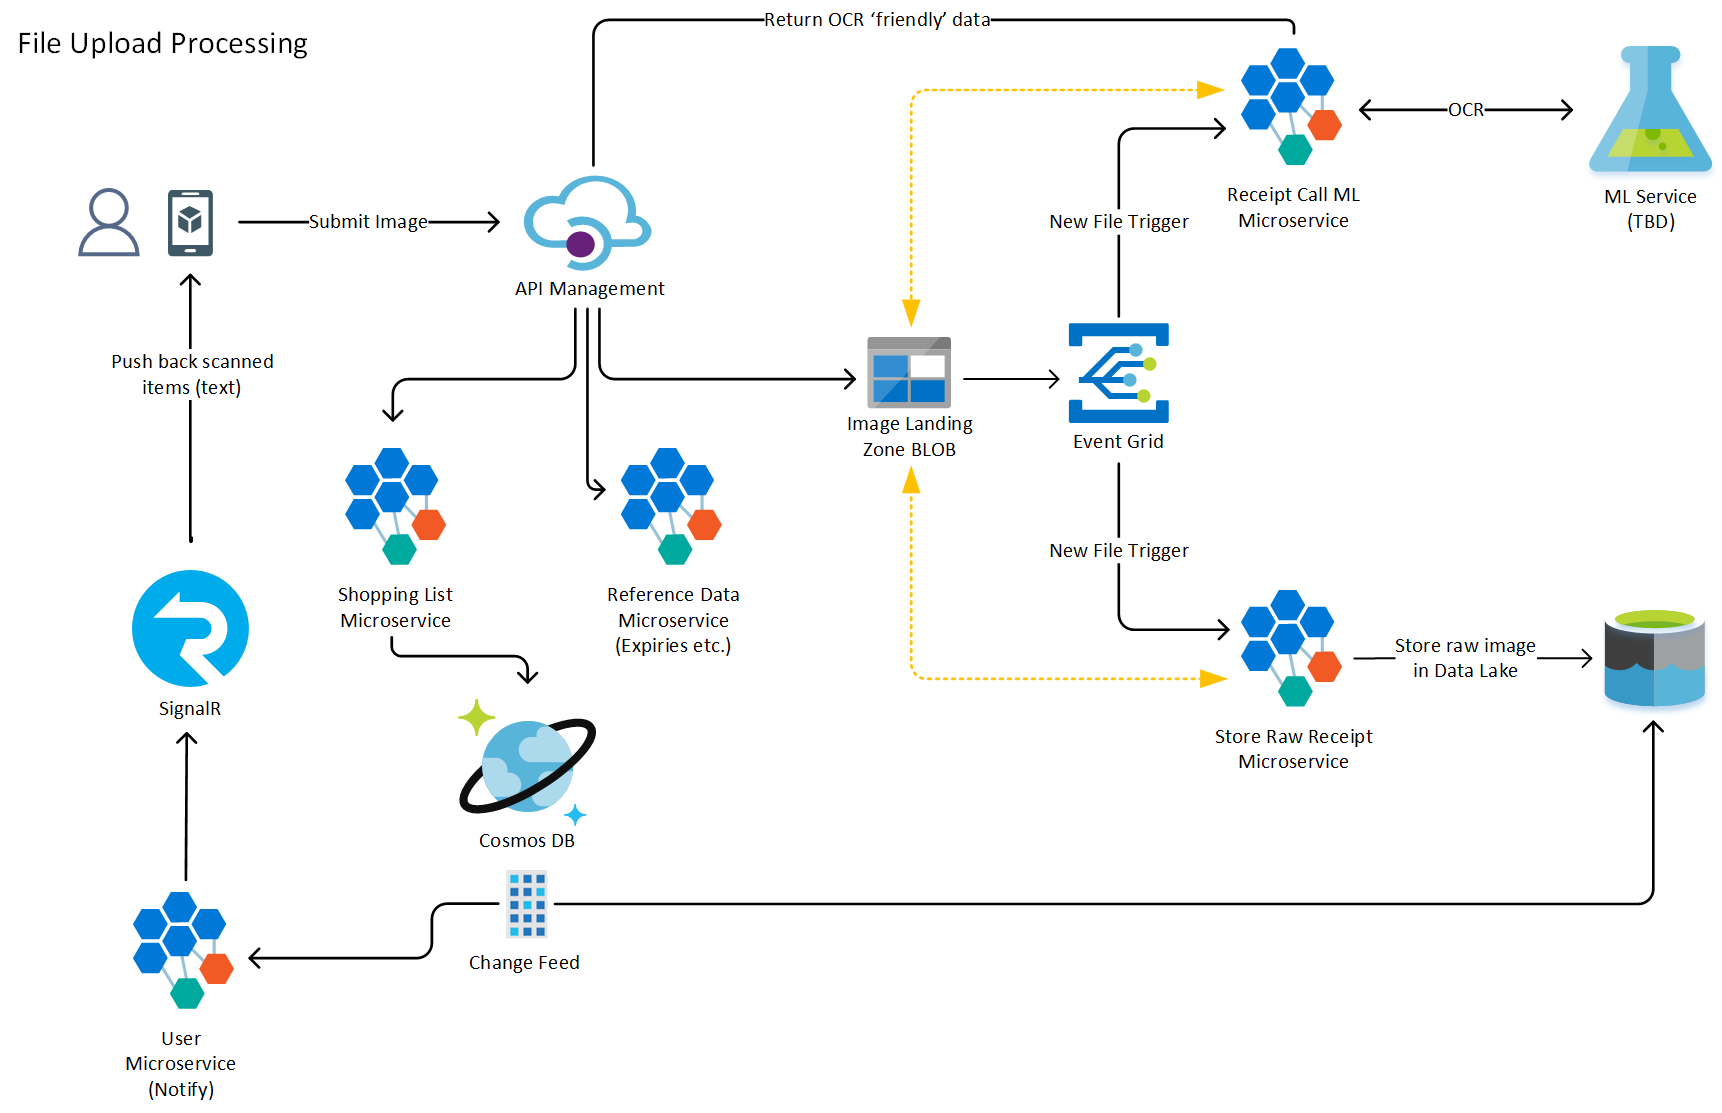 File Upload Processing
Return OCR ‘friendly’ data
OCR
Receipt Call ML
Microservice
ML Service
(TBD)
Submit Image
New File Trigger
API Management
Push back scanned
items (text)
Image Landing
Zone BLOB
Event Grid
New File Trigger
Shopping List
Microservice
Reference Data
Microservice
(Expiries etc.)
Store raw image
in Data Lake
SignalR
Store Raw Receipt
Microservice
Cosmos DB
Change Feed
User
Microservice
(Notify)